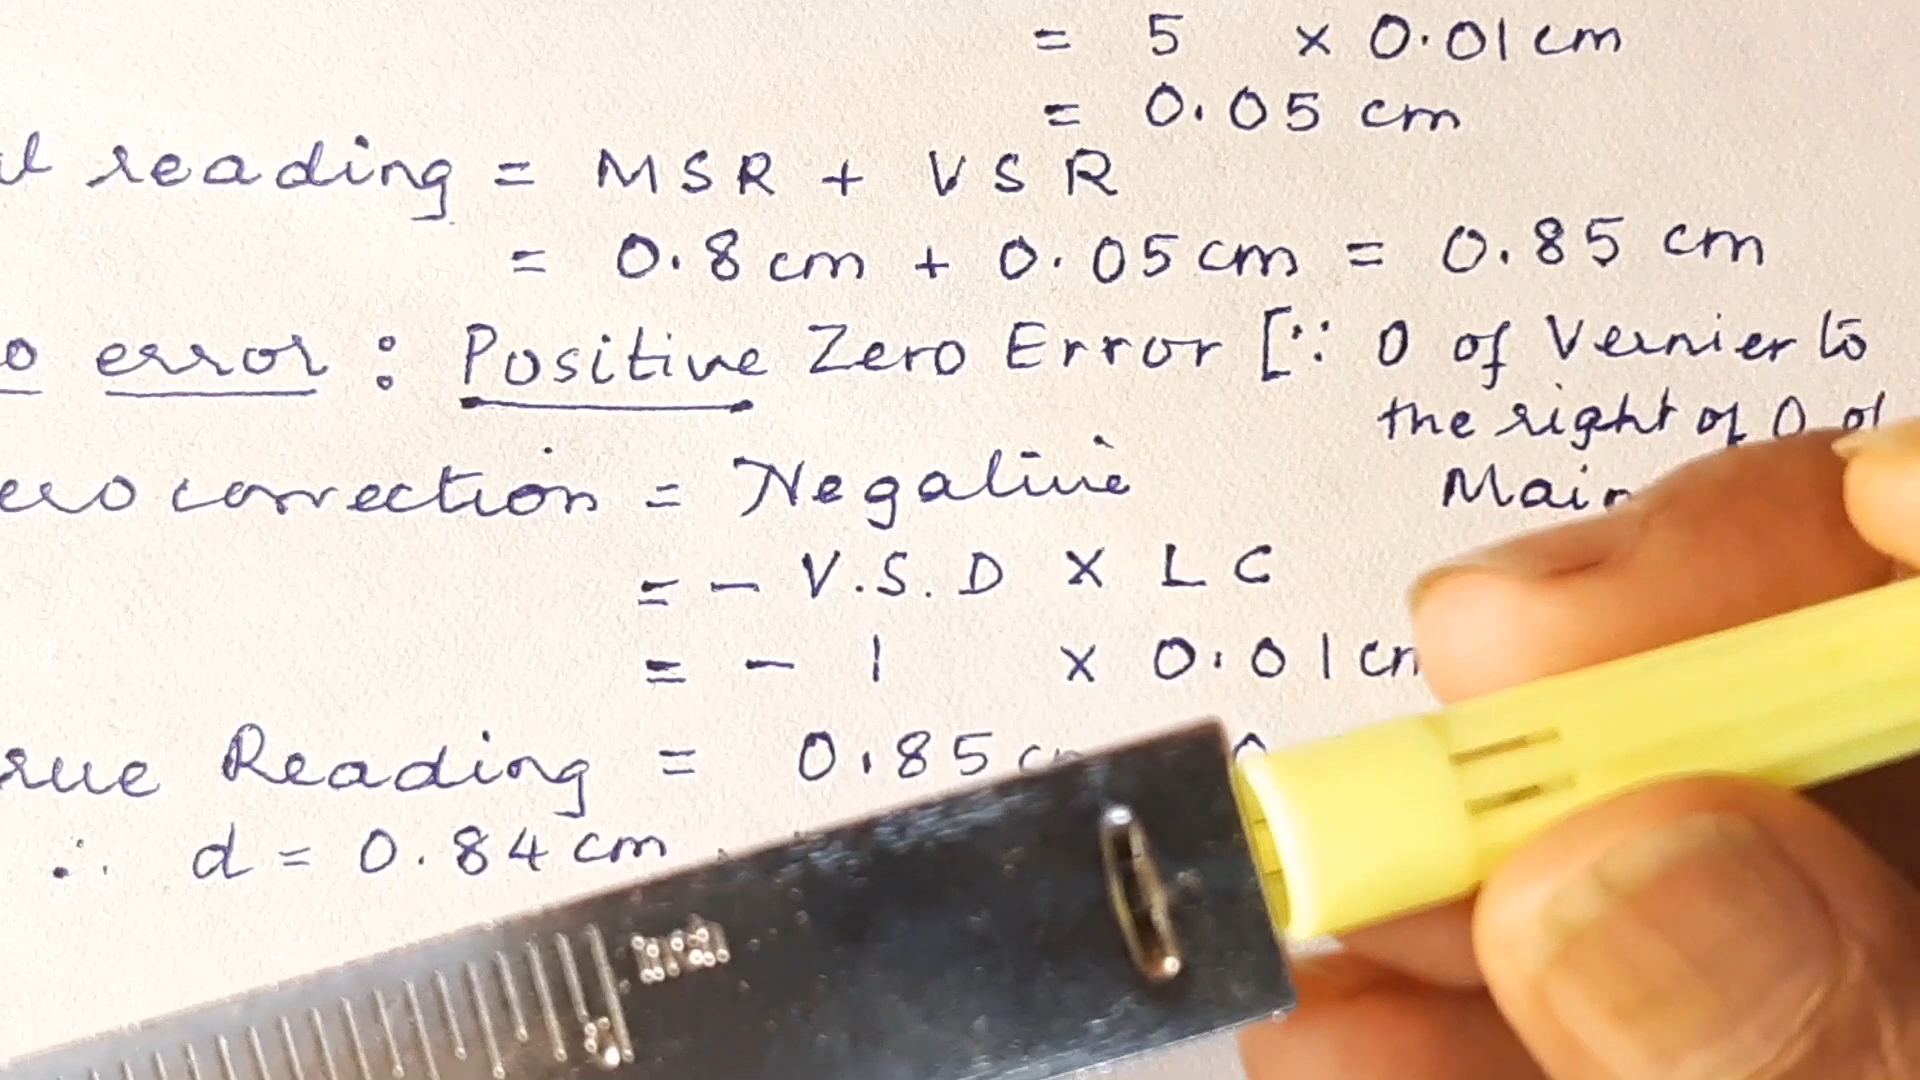 = 5 × 0.01 cm
= 0.05 cm
reading = MSR + VSR
= 0.8 cm + 0.05 cm = 0.85 cm
error : Positive Zero Error [∵ 0 of Vernier to
the right of 0 of
correction = Negative
= - V.S.D × LC
= - 1 × 0.01 cm
Reading = 0.85
∴ d = 0.84 cm